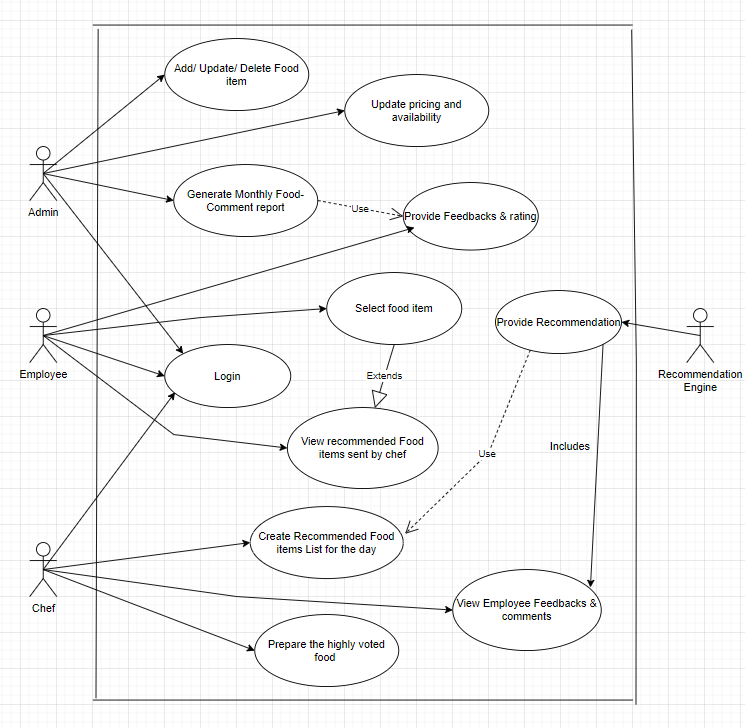 Add/ Update/ Delete Food
item
Update pricing and
availability
Admin
Generate Monthly Food-
Comment report
Use
Provide Feedbacks & rating
Select food item
Provide Recommendation
Employee
Login
Recommendation
Engine
Extends
View recommended Food
items sent by chef
Includes
Use
Create Recommended Food
items List for the day
Chef
View Employee Feedbacks &
comments
Prepare the highly voted
food